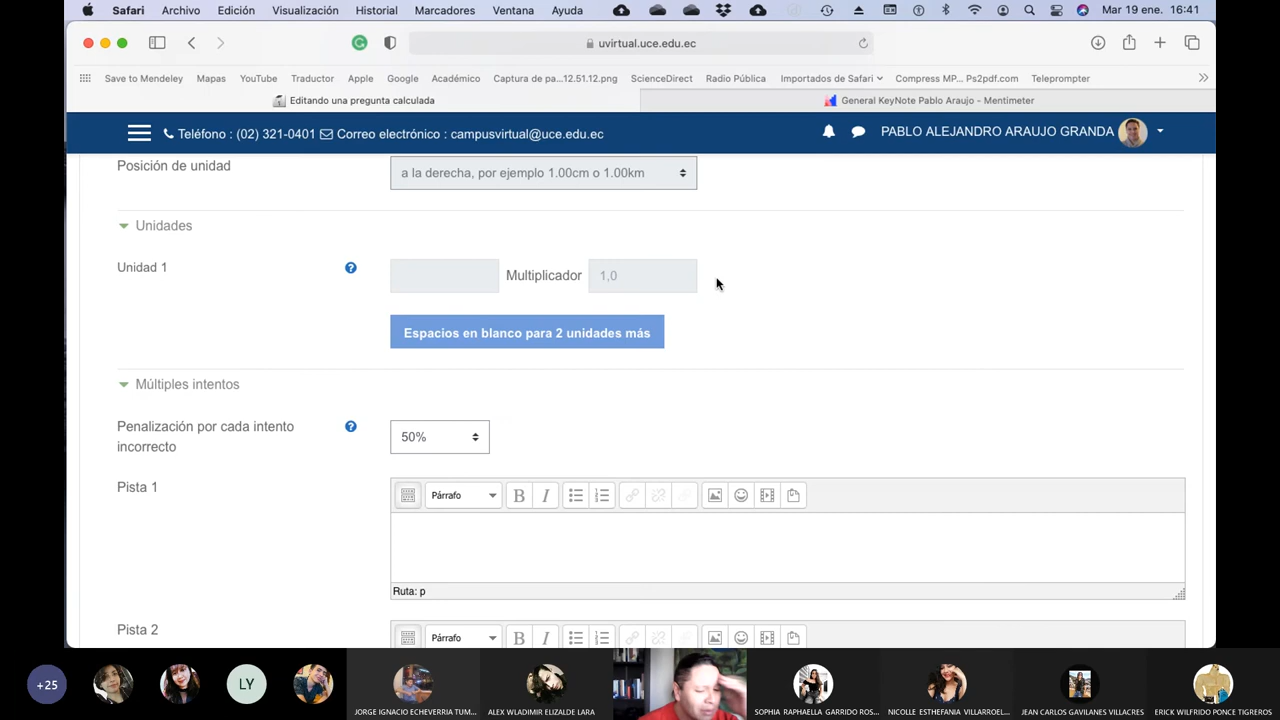 Safari Archivo Edición Visualización Historial Marcadores Ventana Ayuda Mar 19 ene. 16:41
uvirtual.uce.edu.ec
Save to Mendeley Mapas YouTube Traductor Apple Google Académico Captura de pa...12.51.12.png ScienceDirect Radio Pública Importados de Safari Compress MP... Ps2pdf.com Teleprompter
Editando una pregunta calculada General KeyNote Pablo Araujo - Mentimeter
Teléfono : (02) 321-0401 Correo electrónico : campusvirtual@uce.edu.ec PABLO ALEJANDRO ARAUJO GRANDA
Posición de unidad a la derecha, por ejemplo 1.00cm o 1.00km
Unidades
Unidad 1 ? Multiplicador 1,0
Espacios en blanco para 2 unidades más
Múltiples intentos
Penalización por cada intento
incorrecto
? 50%
Pista 1
Párrafo B I
Ruta: p
Pista 2
Párrafo B I
+25 LY
JORGE IGNACIO ECHEVERRIA TUM... ALEX WLADIMIR ELIZALDE LARA SOPHIA RAPHAELLA GARRIDO ROS... NICOLLE ESTHEFANIA VILLARROEL... JEAN CARLOS GAVILANES VILLACRES ERICK WILFRIDO PONCE TIGREROS